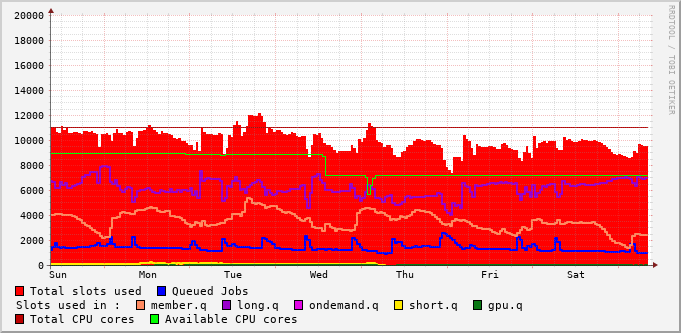 20000
18000
16000
14000
12000
10000
8000
6000
4000
2000
0
Sun Mon Tue Wed Thu Fri Sat
Total slots used Queued Jobs
Slots used in : member.q long.q ondemand.q short.q gpu.q
Total CPU cores Available CPU cores
RRDTOOL / TOBI OETIKER